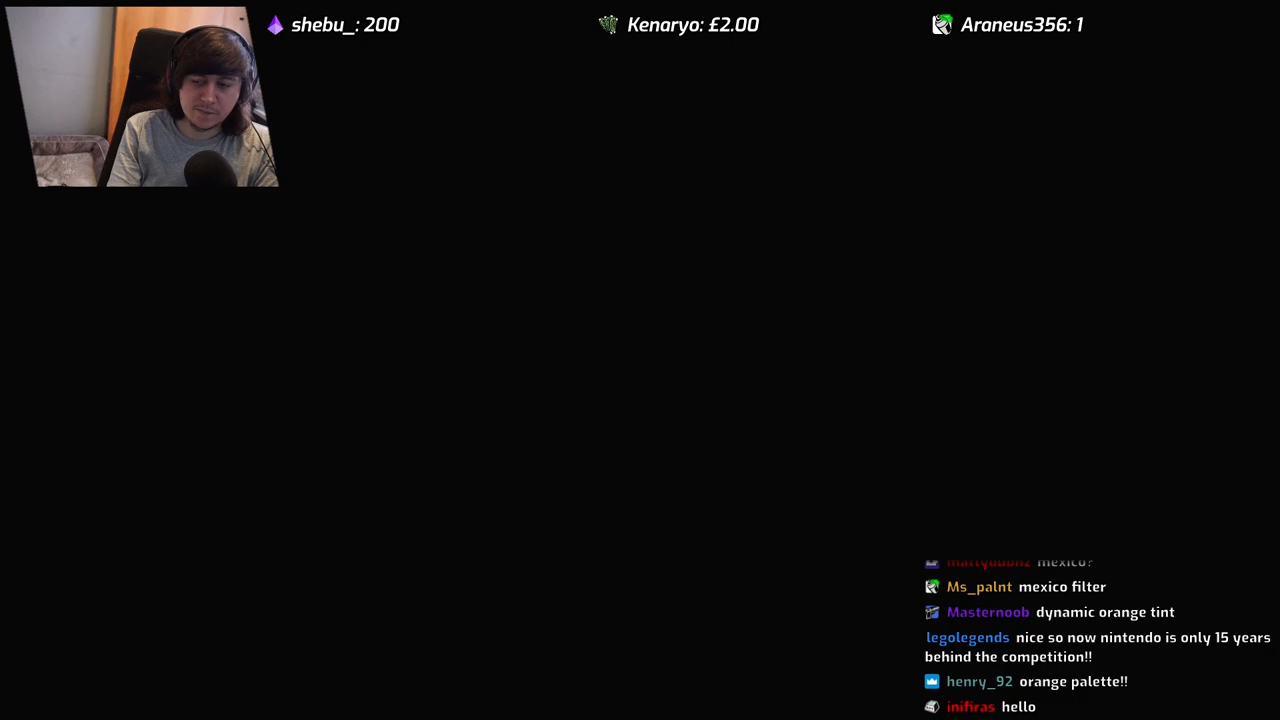 shebu_: 200
Kenaryo: £2.00
Araneus356: 1
mexico?
Ms_palnt mexico filter
Masternoob dynamic orange tint
legolegends nice so now nintendo is only 15 years
behind the competition!!
henry_92 orange palette!!
inifiras hello